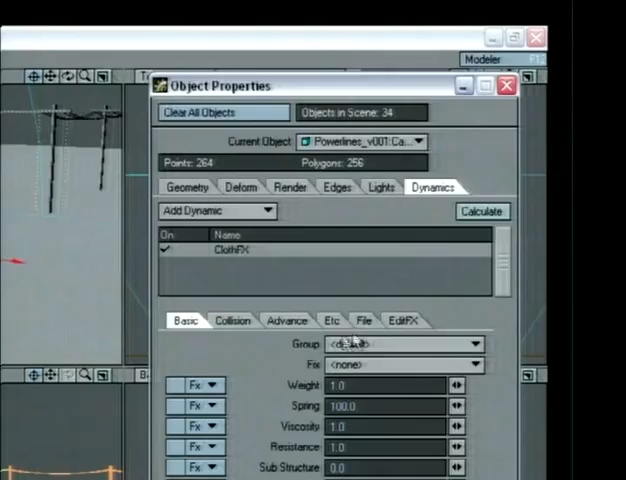 Modeler F12
Object Properties
Clear All Objects
Objects in Scene: 34
Current Object
Powerlines_v001:Ca...
Points: 264
Polygons: 256
Geometry
Deform
Render
Edges
Lights
Dynamics
Add Dynamic
Calculate
On
Name
ClothFX
Basic
Collision
Advance
Etc
File
EditFX
Group
Fix
<none>
Fx
Weight
1.0
Fx
Spring
100.0
Fx
Viscosity
1.0
Fx
Resistance
1.0
Fx
Sub Structure
0.0